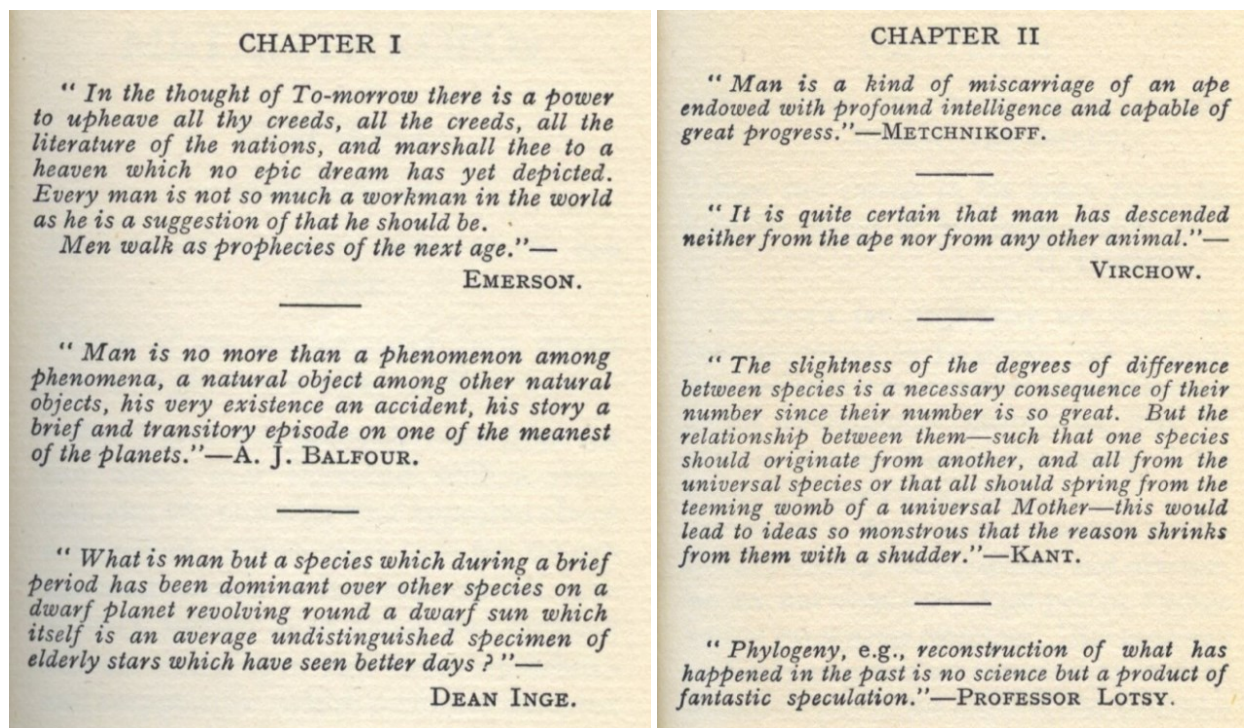 CHAPTER I
“ In the thought of To-morrow there is a power
to upheave all thy creeds, all the creeds, all the
literature of the nations, and marshall thee to a
heaven which no epic dream has yet depicted.
Every man is not so much a workman in the world
as he is a suggestion of that he should be.
Men walk as prophecies of the next age.”—
EMERSON.
“ Man is no more than a phenomenon among
phenomena, a natural object among other natural
objects, his very existence an accident, his story a
brief and transitory episode on one of the meanest
of the planets.”—A. J. BALFOUR.
“ What is man but a species which during a brief
period has been dominant over other species on a
dwarf planet revolving round a dwarf sun which
itself is an average undistinguished specimen of
elderly stars which have seen better days ? ”—
DEAN INGE.
CHAPTER II
“ Man is a kind of miscarriage of an ape
endowed with profound intelligence and capable of
great progress.”—METCHNIKOFF.
“ It is quite certain that man has descended
neither from the ape nor from any other animal.”—
VIRCHOW.
“ The slightness of the degrees of difference
between species is a necessary consequence of their
number since their number is so great. But the
relationship between them—such that one species
should originate from another, and all from the
universal species or that all should spring from the
teeming womb of a universal Mother—this would
lead to ideas so monstrous that the reason shrinks
from them with a shudder.”—KANT.
“ Phylogeny, e.g., reconstruction of what has
happened in the past is no science but a product of
fantastic speculation.”—PROFESSOR LOTSY.